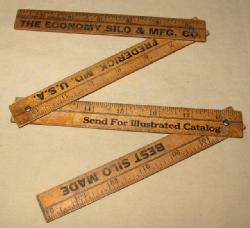 THE ECONOMY SILO & MFG. CO.
FREDERICK, MD. U.S.A.
Send For Illustrated Catalog
BEST SILO MADE